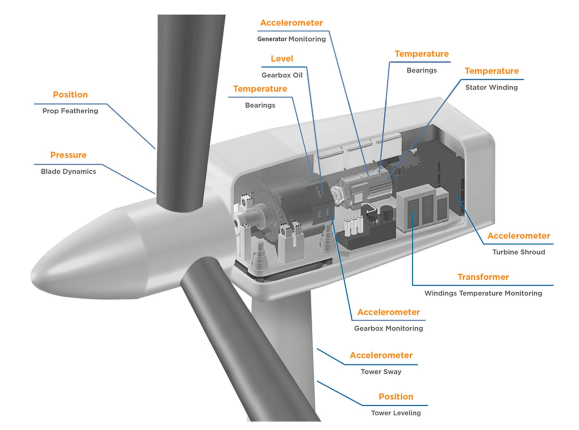 Accelerometer
Generator Monitoring
Level
Gearbox Oil
Temperature
Bearings
Temperature
Bearings
Temperature
Stator Winding
Position
Prop Feathering
Pressure
Blade Dynamics
Accelerometer
Turbine Shroud
Transformer
Windings Temperature Monitoring
Accelerometer
Gearbox Monitoring
Accelerometer
Tower Sway
Position
Tower Leveling